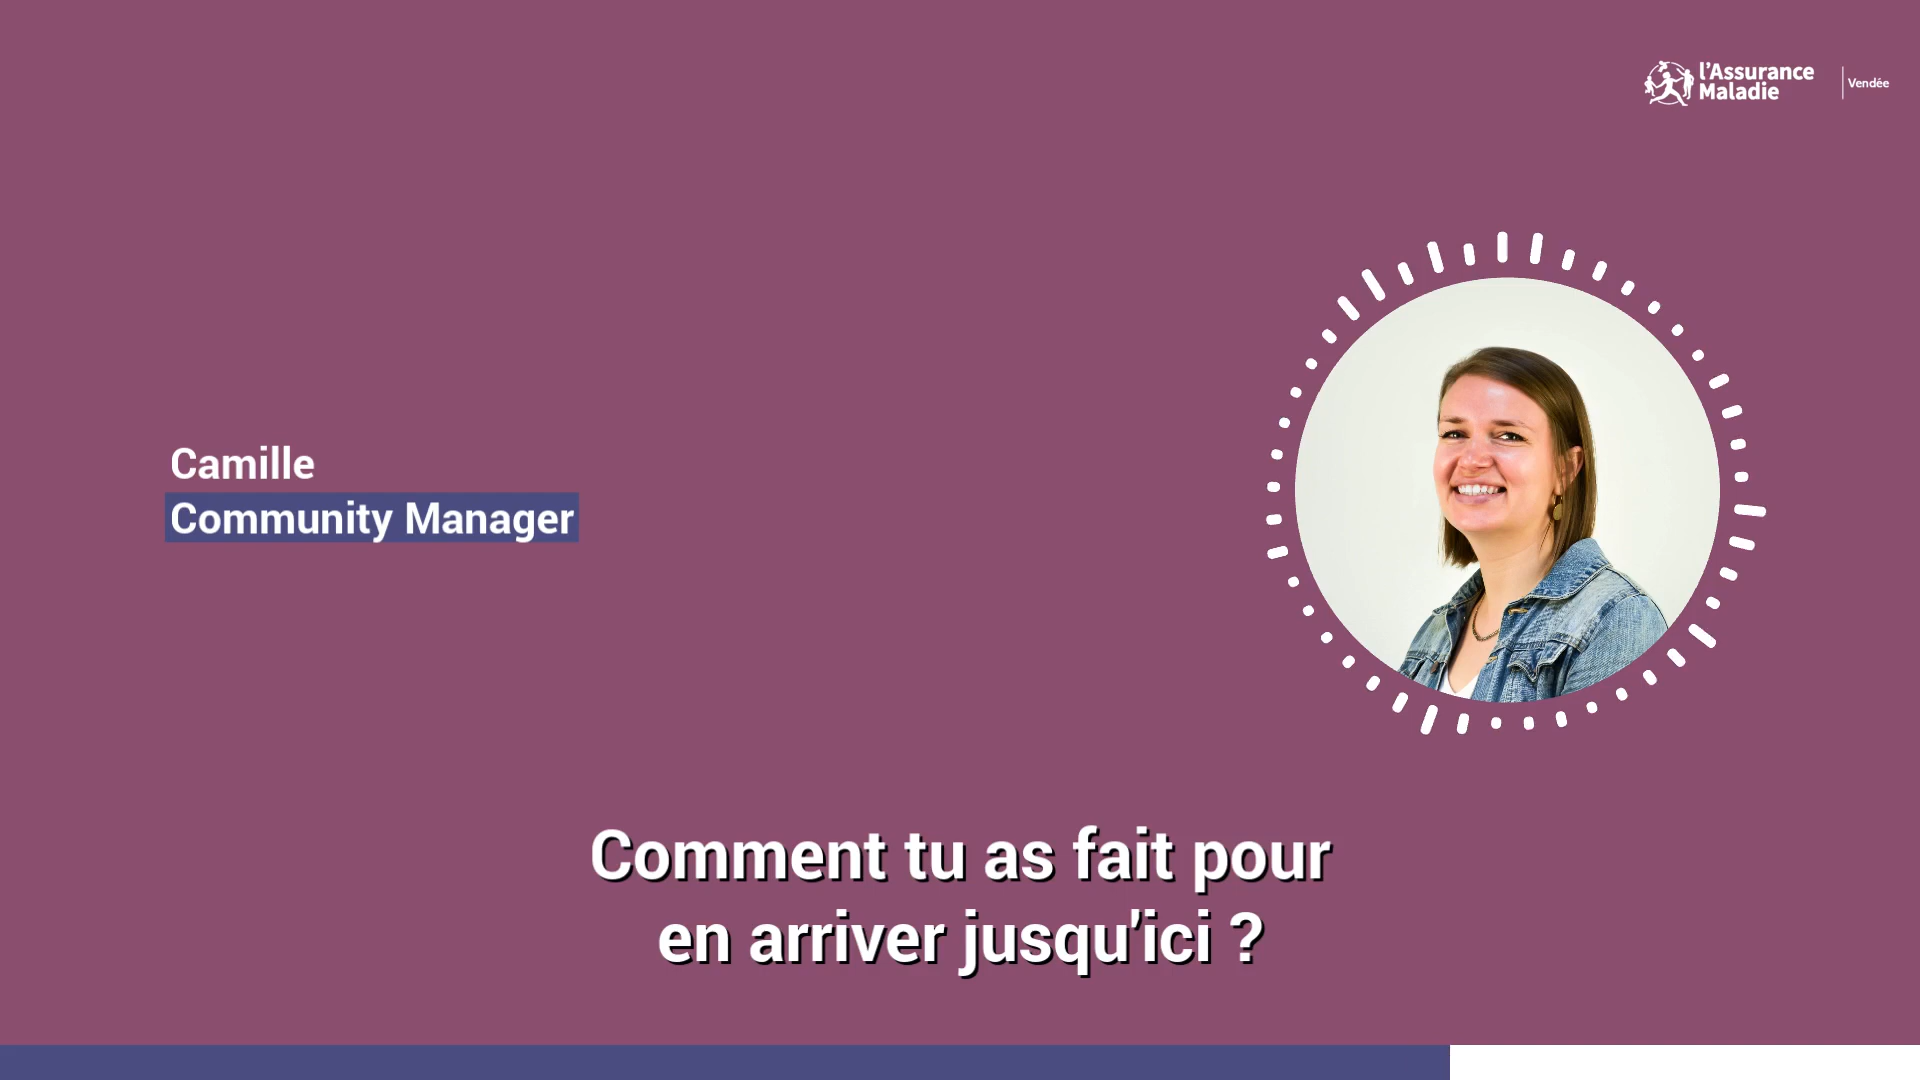 l'Assurance
Maladie
Vendée
Camille
Community Manager
Comment tu as fait pour
en arriver jusqu'ici ?